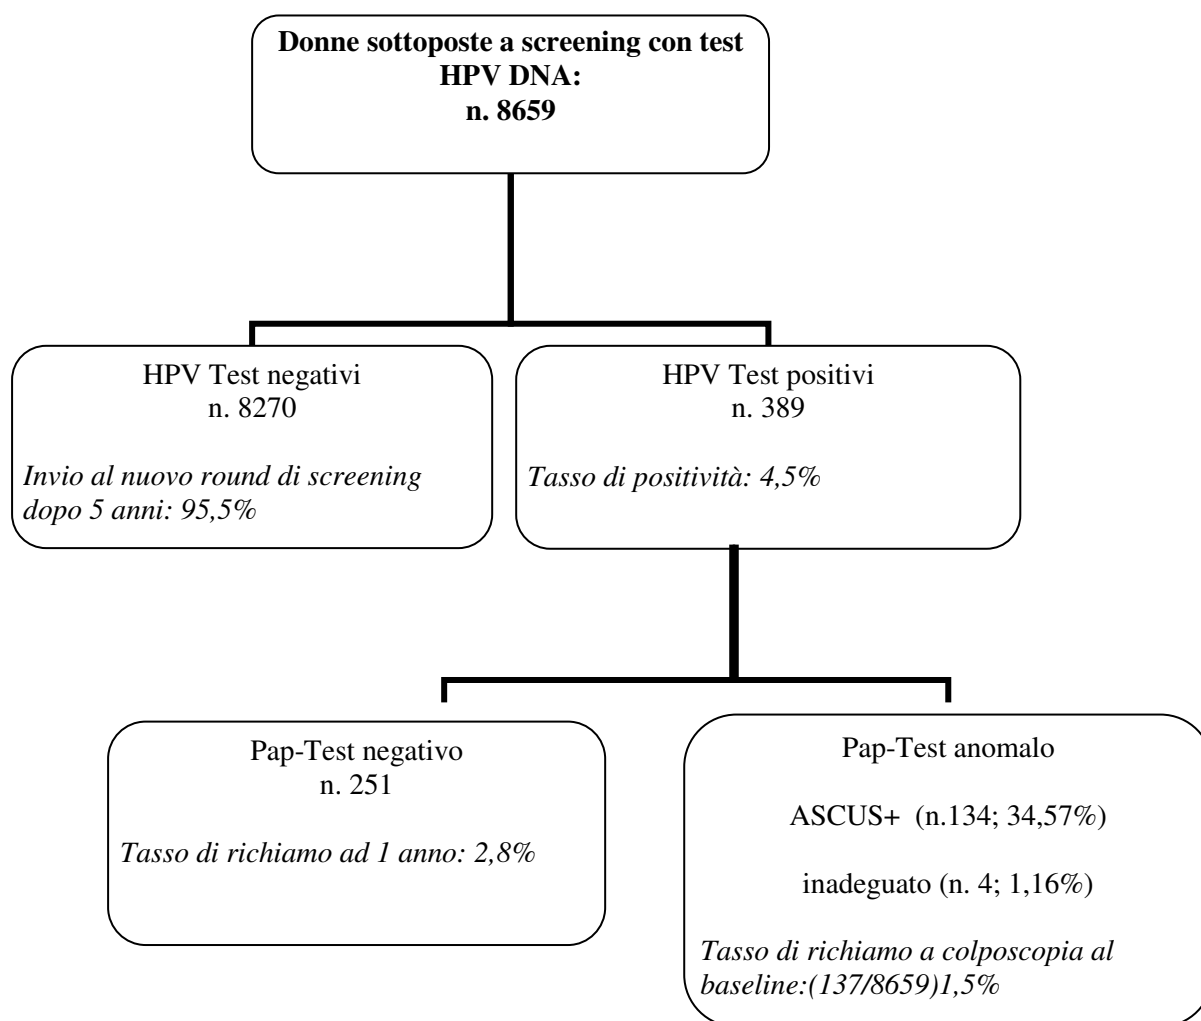 Donne sottoposte a screening con test
HPV DNA:
n. 8659
HPV Test negativi
n. 8270
Invio al nuovo round di screening
dopo 5 anni: 95,5%
HPV Test positivi
n. 389
Tasso di positività: 4,5%
Pap-Test negativo
n. 251
Tasso di richiamo ad 1 anno: 2,8%
Pap-Test anomalo
ASCUS+ (n.134; 34,57%)
inadeguato (n. 4; 1,16%)
Tasso di richiamo a colposcopia al
baseline:(137/8659)1,5%